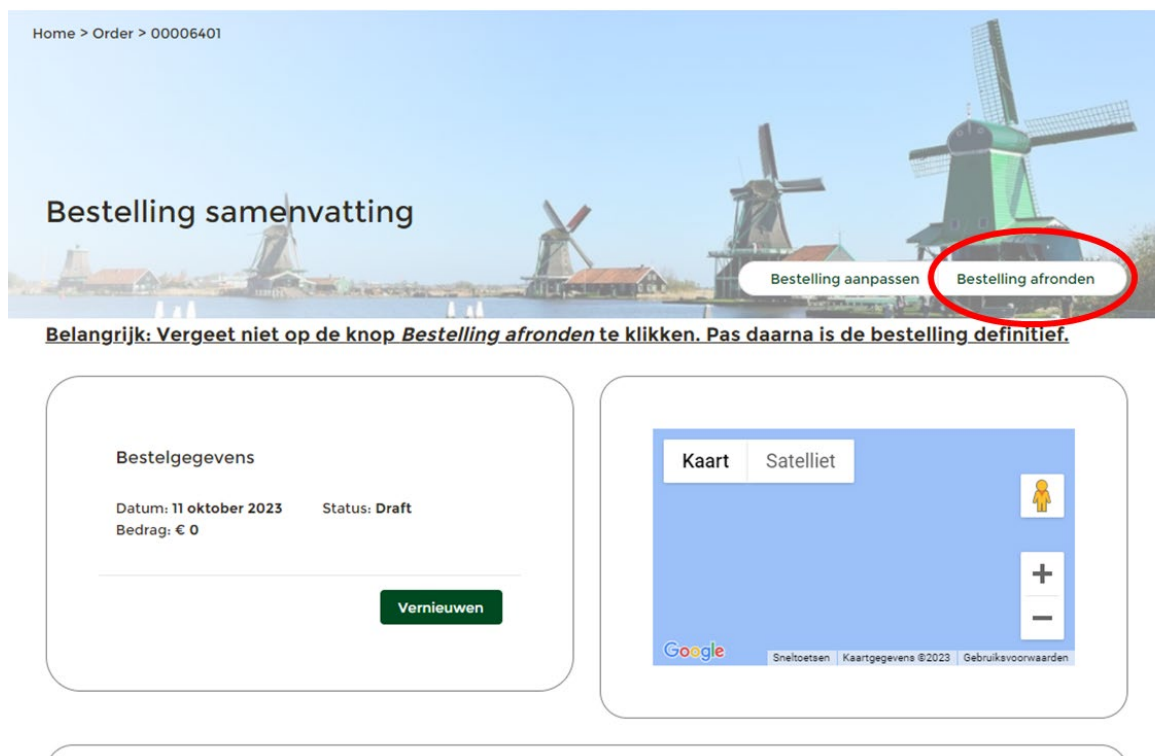 Home > Order > 00006401
Bestelling samenvatting
Bestelling aanpassen
Bestelling afronden
Belangrijk: Vergeet niet op de knop Bestelling afronden te klikken. Pas daarna is de bestelling definitief.
Bestelgegevens
Datum: 11 oktober 2023 Status: Draft
Bedrag: € 0
Vernieuwen
Kaart Satelliet
Google
Sneltoetsen Kaartgegevens ©2023 Gebruiksvoorwaarden